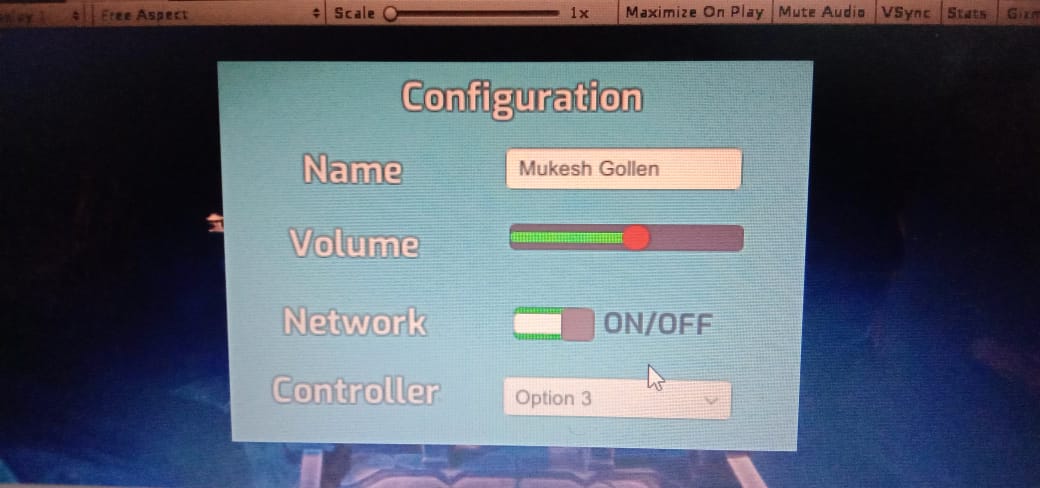 Free Aspect Scale 1x Maximize On Play Mute Audio VSync Stats
Configuration
Name Mukesh Gollen
Volume
Network ON/OFF
Controller Option 3